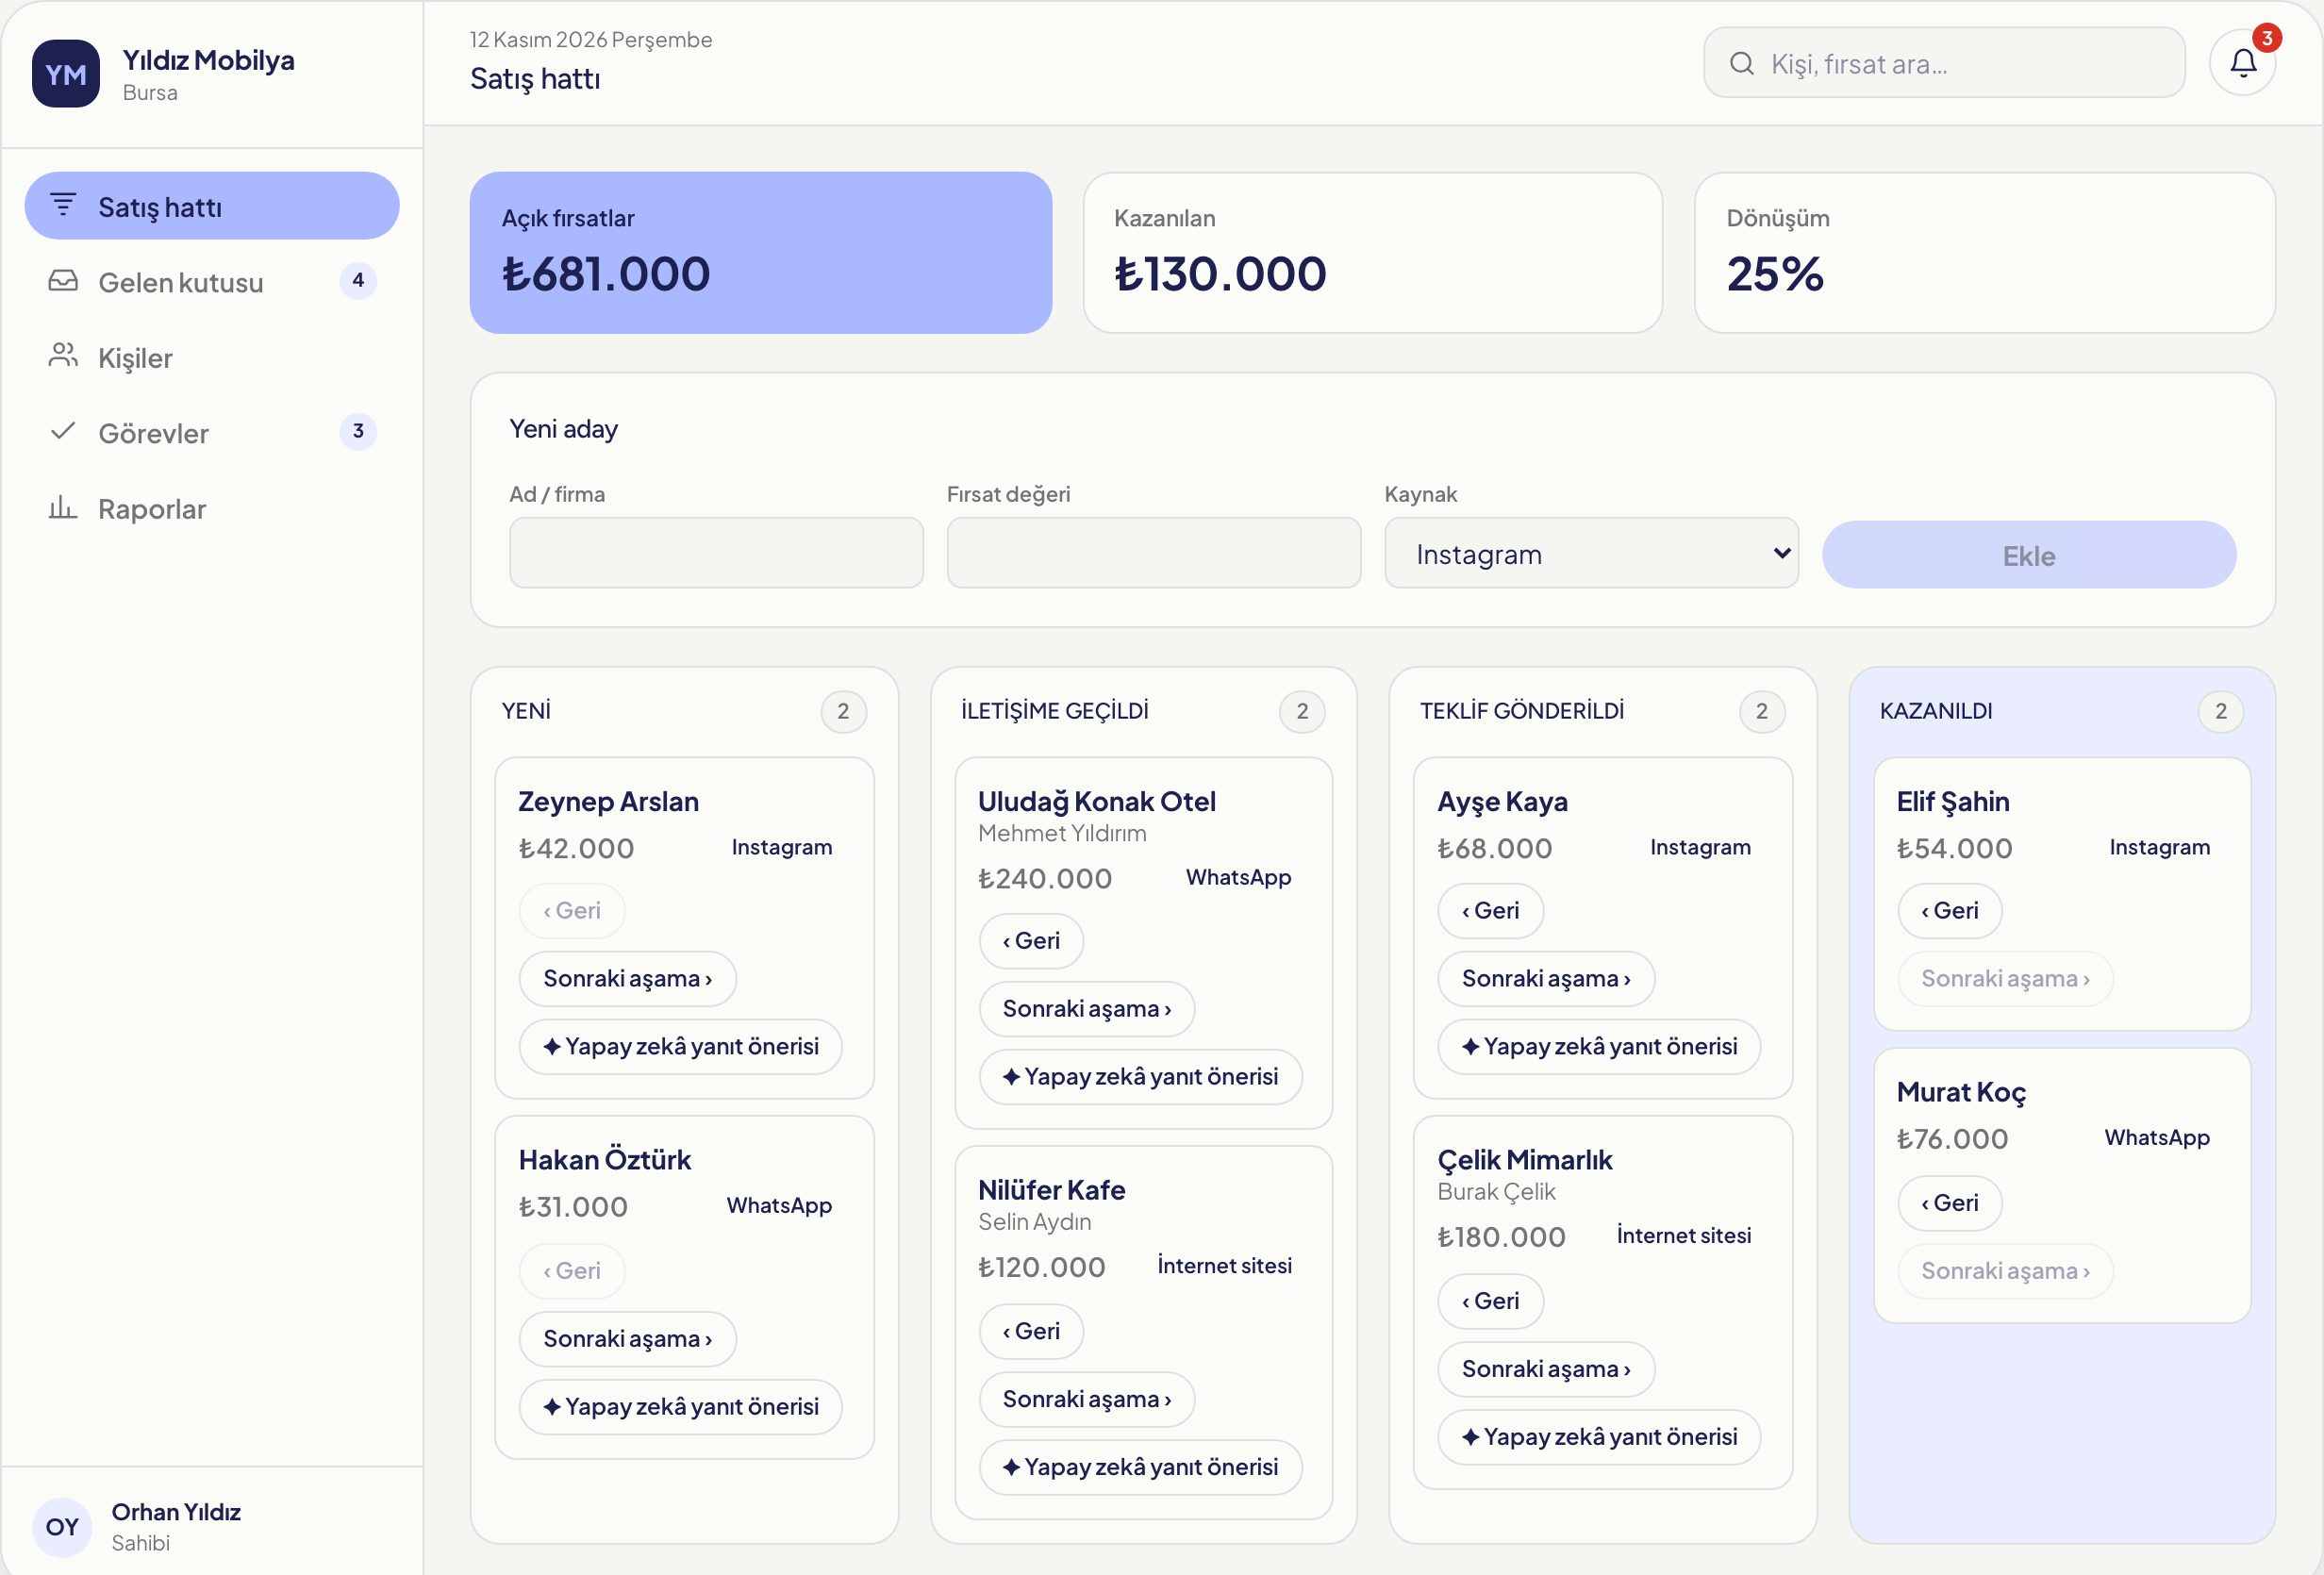 YM
Yıldız Mobilya
Bursa
Satış hattı
Gelen kutusu 4
Kişiler
Görevler 3
Raporlar
OY
Orhan Yıldız
Sahibi
12 Kasım 2026 Perşembe
Satış hattı
Kişi, fırsat ara...
3
Açık fırsatlar
₺681.000
Kazanılan
₺130.000
Dönüşüm
25%
Yeni aday
Ad / firma
Fırsat değeri
Kaynak
Instagram
Ekle
YENİ 2
Zeynep Arslan
₺42.000 Instagram
‹ Geri
Sonraki aşama ›
✦ Yapay zekâ yanıt önerisi
Hakan Öztürk
₺31.000 WhatsApp
‹ Geri
Sonraki aşama ›
✦ Yapay zekâ yanıt önerisi
İLETİŞİME GEÇİLDİ 2
Uludağ Konak Otel
Mehmet Yıldırım
₺240.000 WhatsApp
‹ Geri
Sonraki aşama ›
✦ Yapay zekâ yanıt önerisi
Nilüfer Kafe
Selin Aydın
₺120.000 İnternet sitesi
‹ Geri
Sonraki aşama ›
✦ Yapay zekâ yanıt önerisi
TEKLİF GÖNDERİLDİ 2
Ayşe Kaya
₺68.000 Instagram
‹ Geri
Sonraki aşama ›
✦ Yapay zekâ yanıt önerisi
Çelik Mimarlık
Burak Çelik
₺180.000 İnternet sitesi
‹ Geri
Sonraki aşama ›
✦ Yapay zekâ yanıt önerisi
KAZANILDI 2
Elif Şahin
₺54.000 Instagram
‹ Geri
Sonraki aşama ›
Murat Koç
₺76.000 WhatsApp
‹ Geri
Sonraki aşama ›